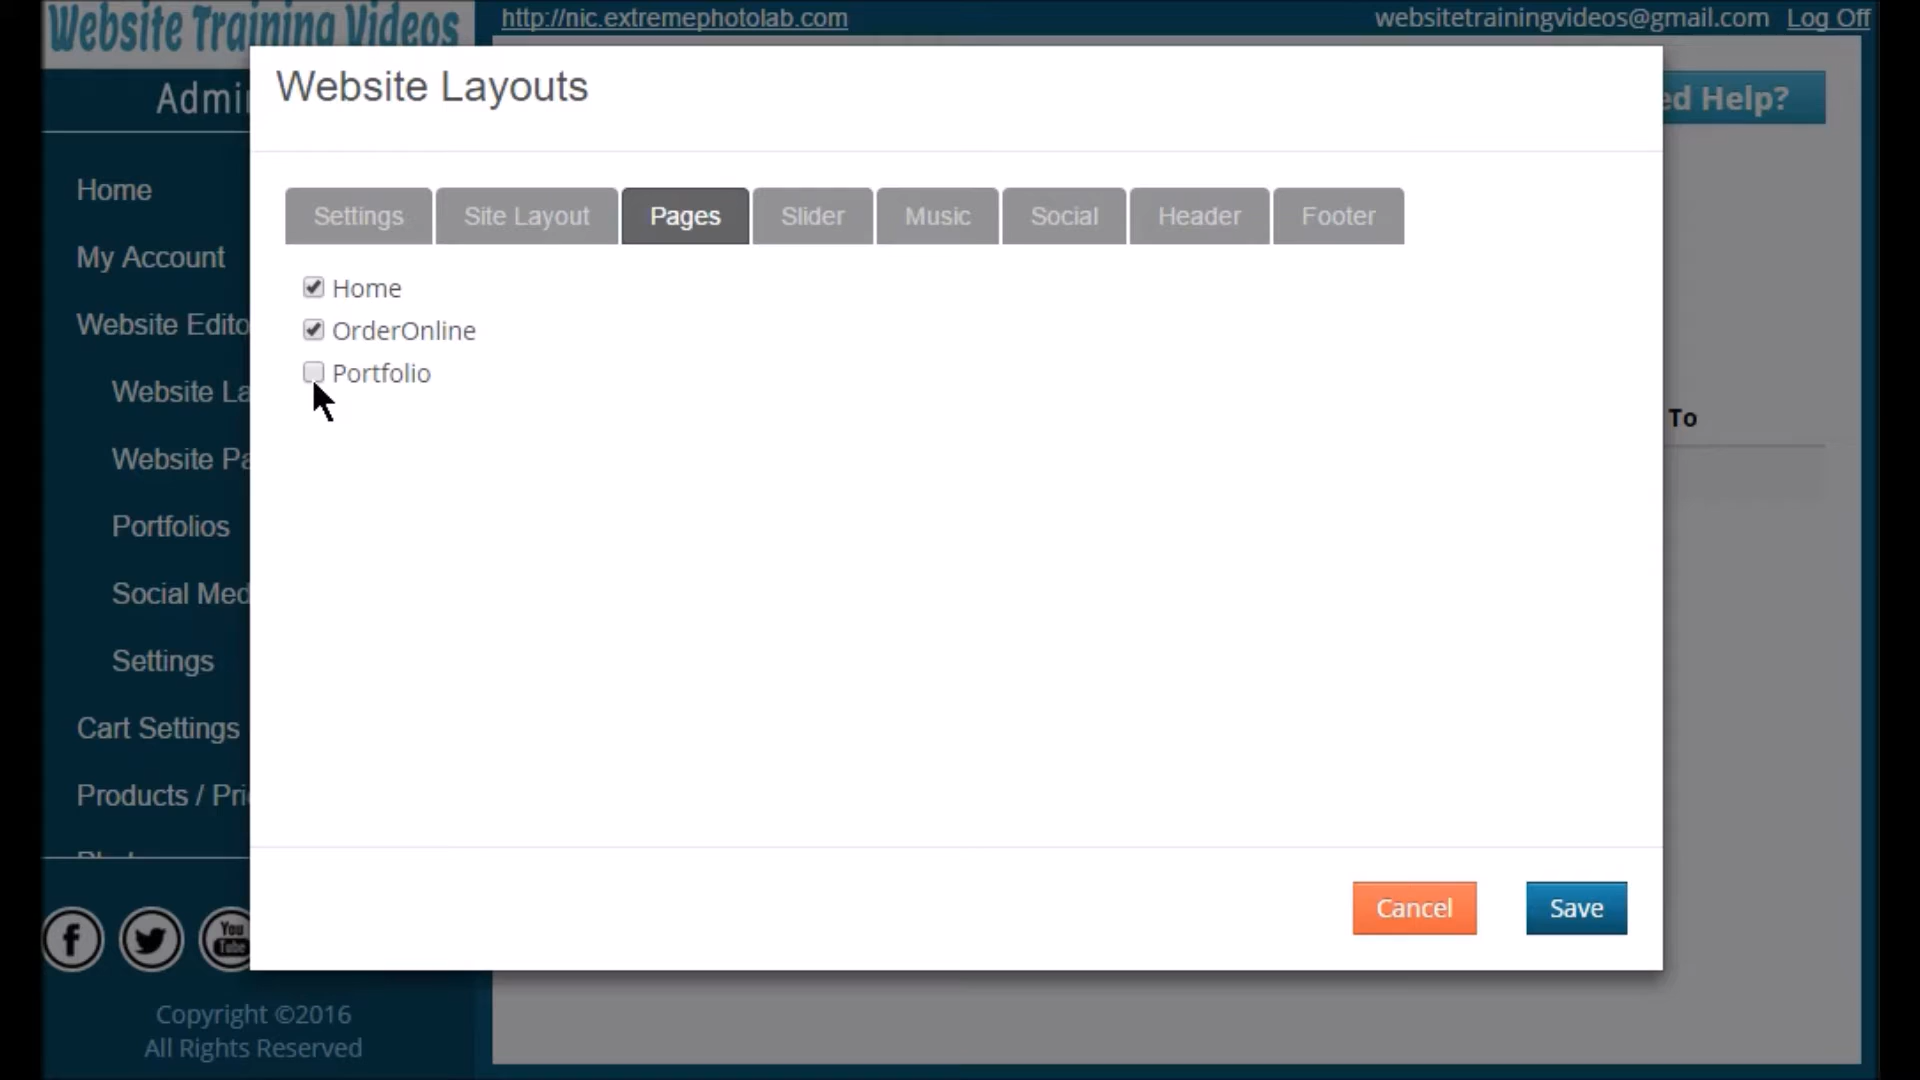 Website Training Videos
http://nic.extremephotolab.com
websitetrainingvideos@gmail.com Log Off
Admi
ed Help?
Website Layouts
Settings
Site Layout
Pages
Slider
Music
Social
Header
Footer
Home
OrderOnline
Portfolio
Home
My Account
Website Edito
Website La
Website Pa
Portfolios
Social Med
Settings
Cart Settings
Products / Pri
To
Cancel
Save
f
You
Tube
Copyright ©2016
All Rights Reserved